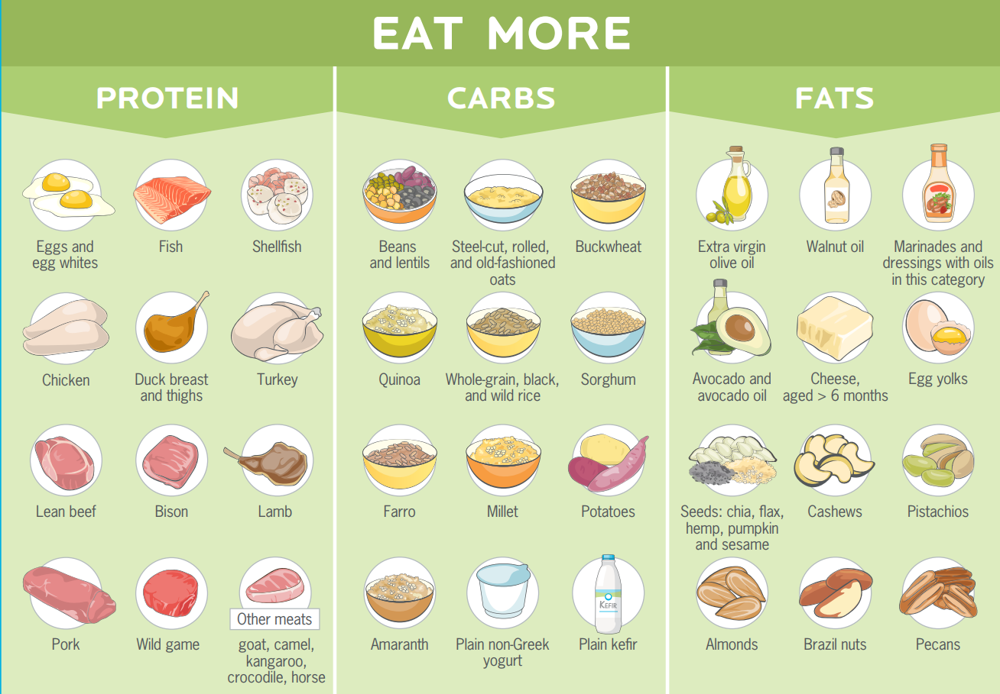 EAT MORE
PROTEIN
Eggs and
egg whites
Fish
Shellfish
Chicken
Duck breast
and thighs
Turkey
Lean beef
Bison
Lamb
Pork
Wild game
Other meats
goat, camel,
kangaroo,
crocodile, horse
CARBS
Beans
and lentils
Steel-cut, rolled,
and old-fashioned
oats
Buckwheat
Quinoa
Whole-grain, black,
and wild rice
Sorghum
Farro
Millet
Potatoes
Amaranth
Plain non-Greek
yogurt
KEFIR
Plain kefir
FATS
Extra virgin
olive oil
Walnut oil
Marinades and
dressings with oils
in this category
Avocado and
avocado oil
Cheese,
aged > 6 months
Egg yolks
Seeds: chia, flax,
hemp, pumpkin
and sesame
Cashews
Pistachios
Almonds
Brazil nuts
Pecans